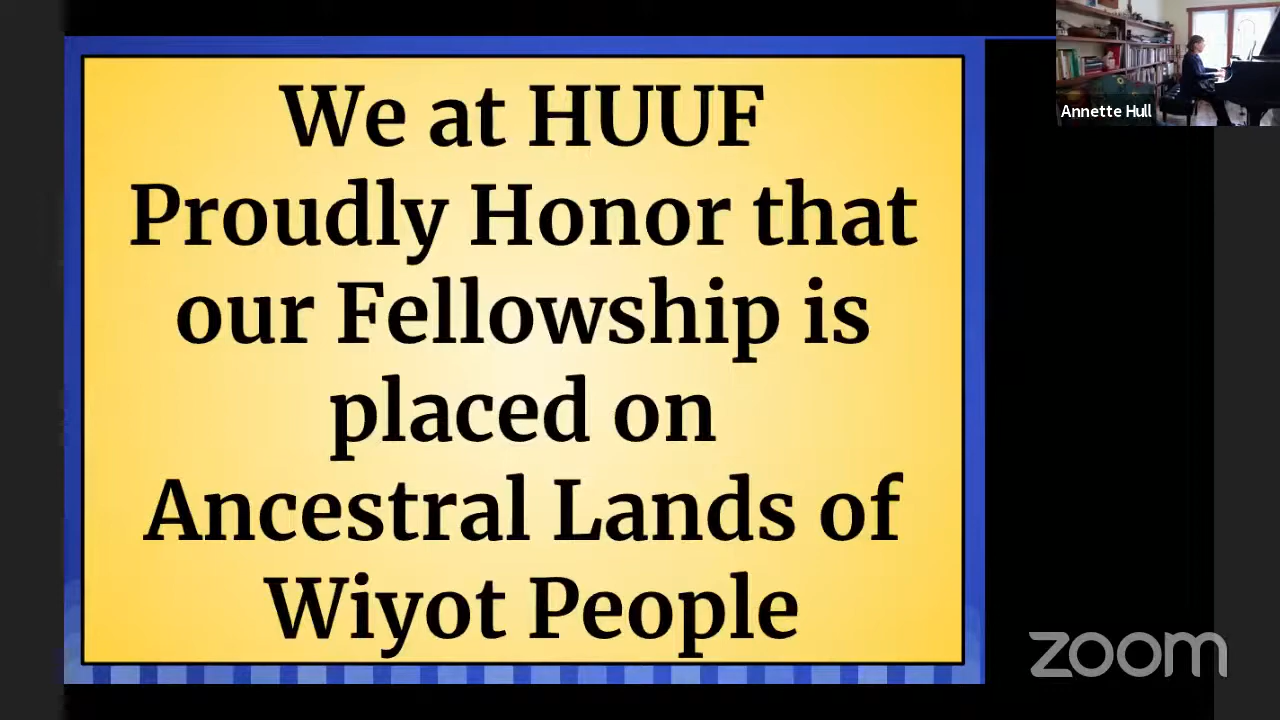 We at HUUF
Proudly Honor that
our Fellowship is
placed on
Ancestral Lands of
Wiyot People
Annette Hull
zoom